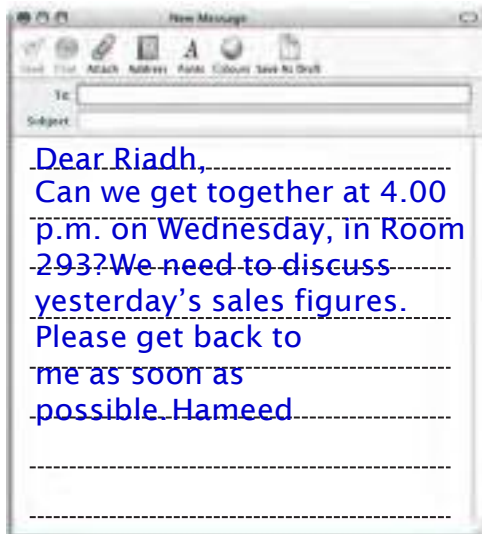 New Message
Send Chat Attach Address Fonts Colours Save As Draft
To:
Subject:
Dear Riadh,
Can we get together at 4.00
p.m. on Wednesday, in Room
293?We need to discuss
yesterday’s sales figures.
Please get back to
me as soon as
possible. Hameed